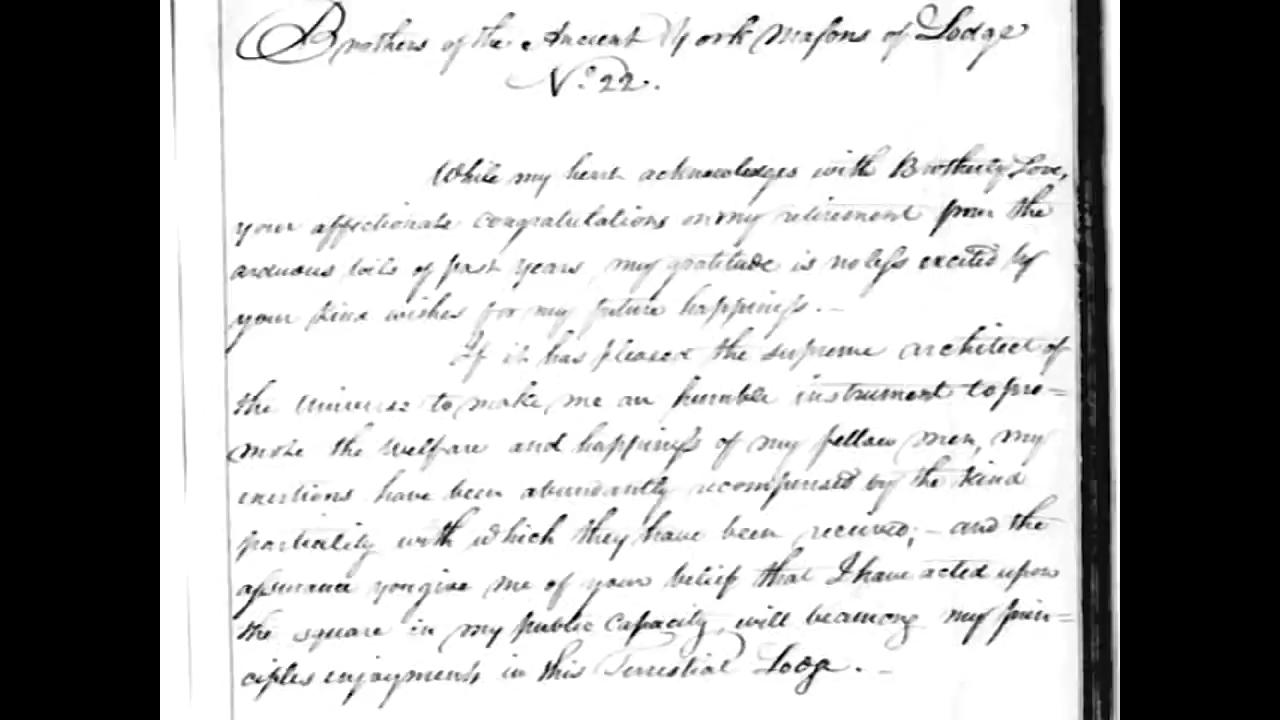 Brothers of the Ancient York Masons of Lodge
No. 22.
While my heart acknowledges with Brotherly Love,
your affectionate congratulations on my retirement from the
arduous toils of past years, my gratitude is no less excited by
your kind wishes for my future happiness.—
If it has pleased the supreme architect of
the Universe to make me an humble instrument to pro=
mote the welfare and happiness of my fellow men, my
exertions have been abundantly recompensed by the kind
partiality with which they have been received;—and the
assurance you give me of your belief that I have acted upon
the square in my public capacity, will be among my prin=
ciples enjoyments in this Terrestial Lodge.—